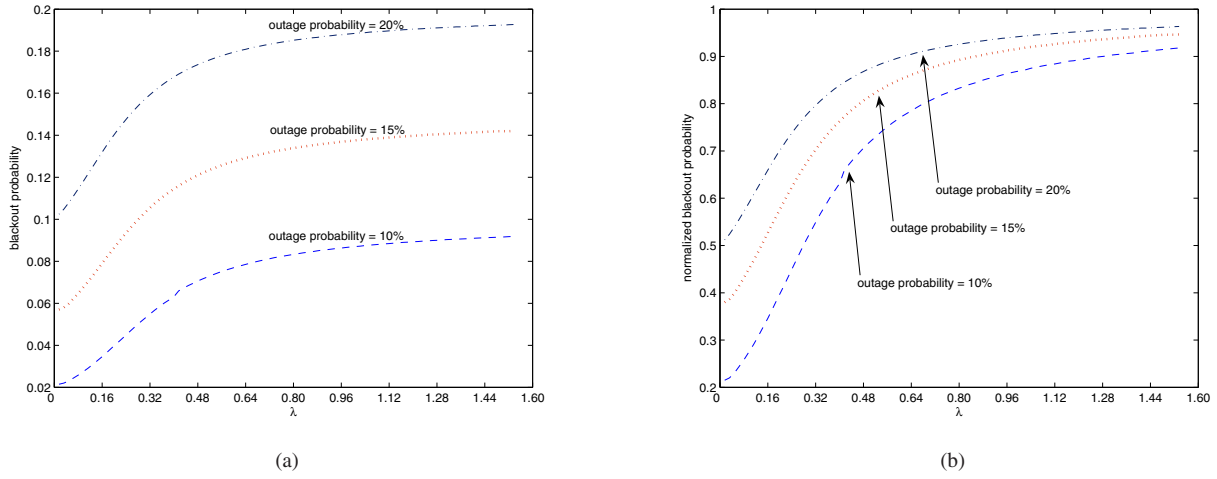 0.2
0.18
0.16
0.14
0.12
0.1
0.08
0.06
0.04
0.02
blackout probability
outage probability = 20%
outage probability = 15%
outage probability = 10%
0 0.16 0.32 0.48 0.64 0.80 0.96 1.12 1.28 1.44 1.60
λ
(a)
1
0.9
0.8
0.7
0.6
0.5
0.4
0.3
0.2
normalized blackout probability
outage probability = 20%
outage probability = 15%
outage probability = 10%
0 0.16 0.32 0.48 0.64 0.80 0.96 1.12 1.28 1.44 1.60
λ
(b)